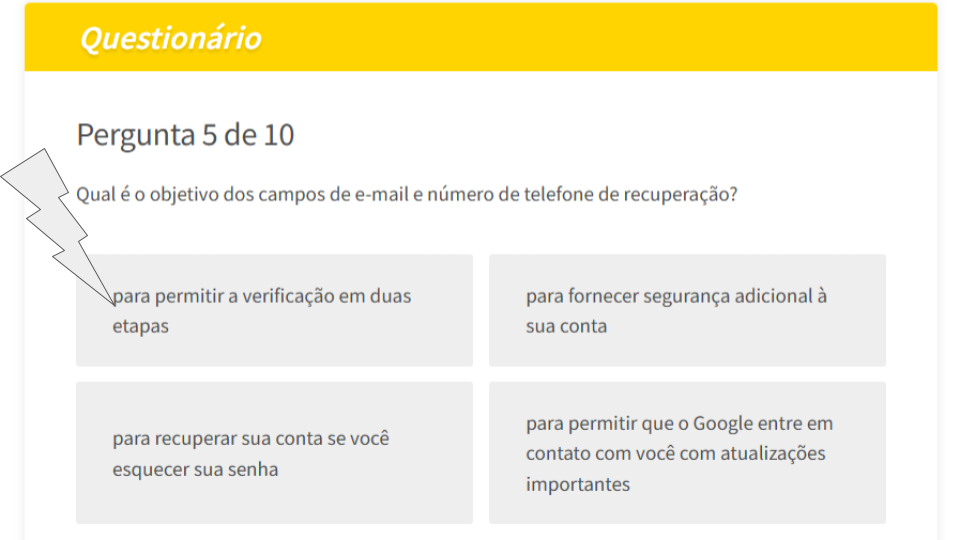 Questionário
Pergunta 5 de 10
Qual é o objetivo dos campos de e-mail e número de telefone de recuperação?
para permitir a verificação em duas
etapas
para fornecer segurança adicional à
sua conta
para recuperar sua conta se você
esquecer sua senha
para permitir que o Google entre em
contato com você com atualizações
importantes